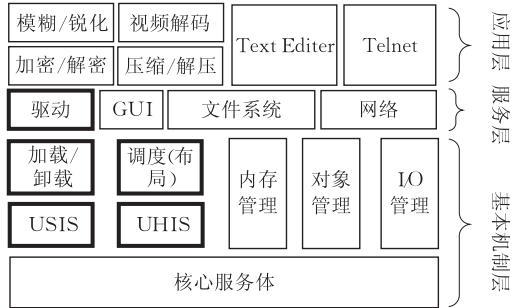 模糊/锐化
视频解码
加密/解密
压缩/解压
Text Editer
Telnet
应用层
驱动
GUI
文件系统
网络
服务层
加载/
卸载
调度(布
局)
USIS
UHIS
内存
管理
对象
管理
I/O
管理
基本机制层
核心服务体